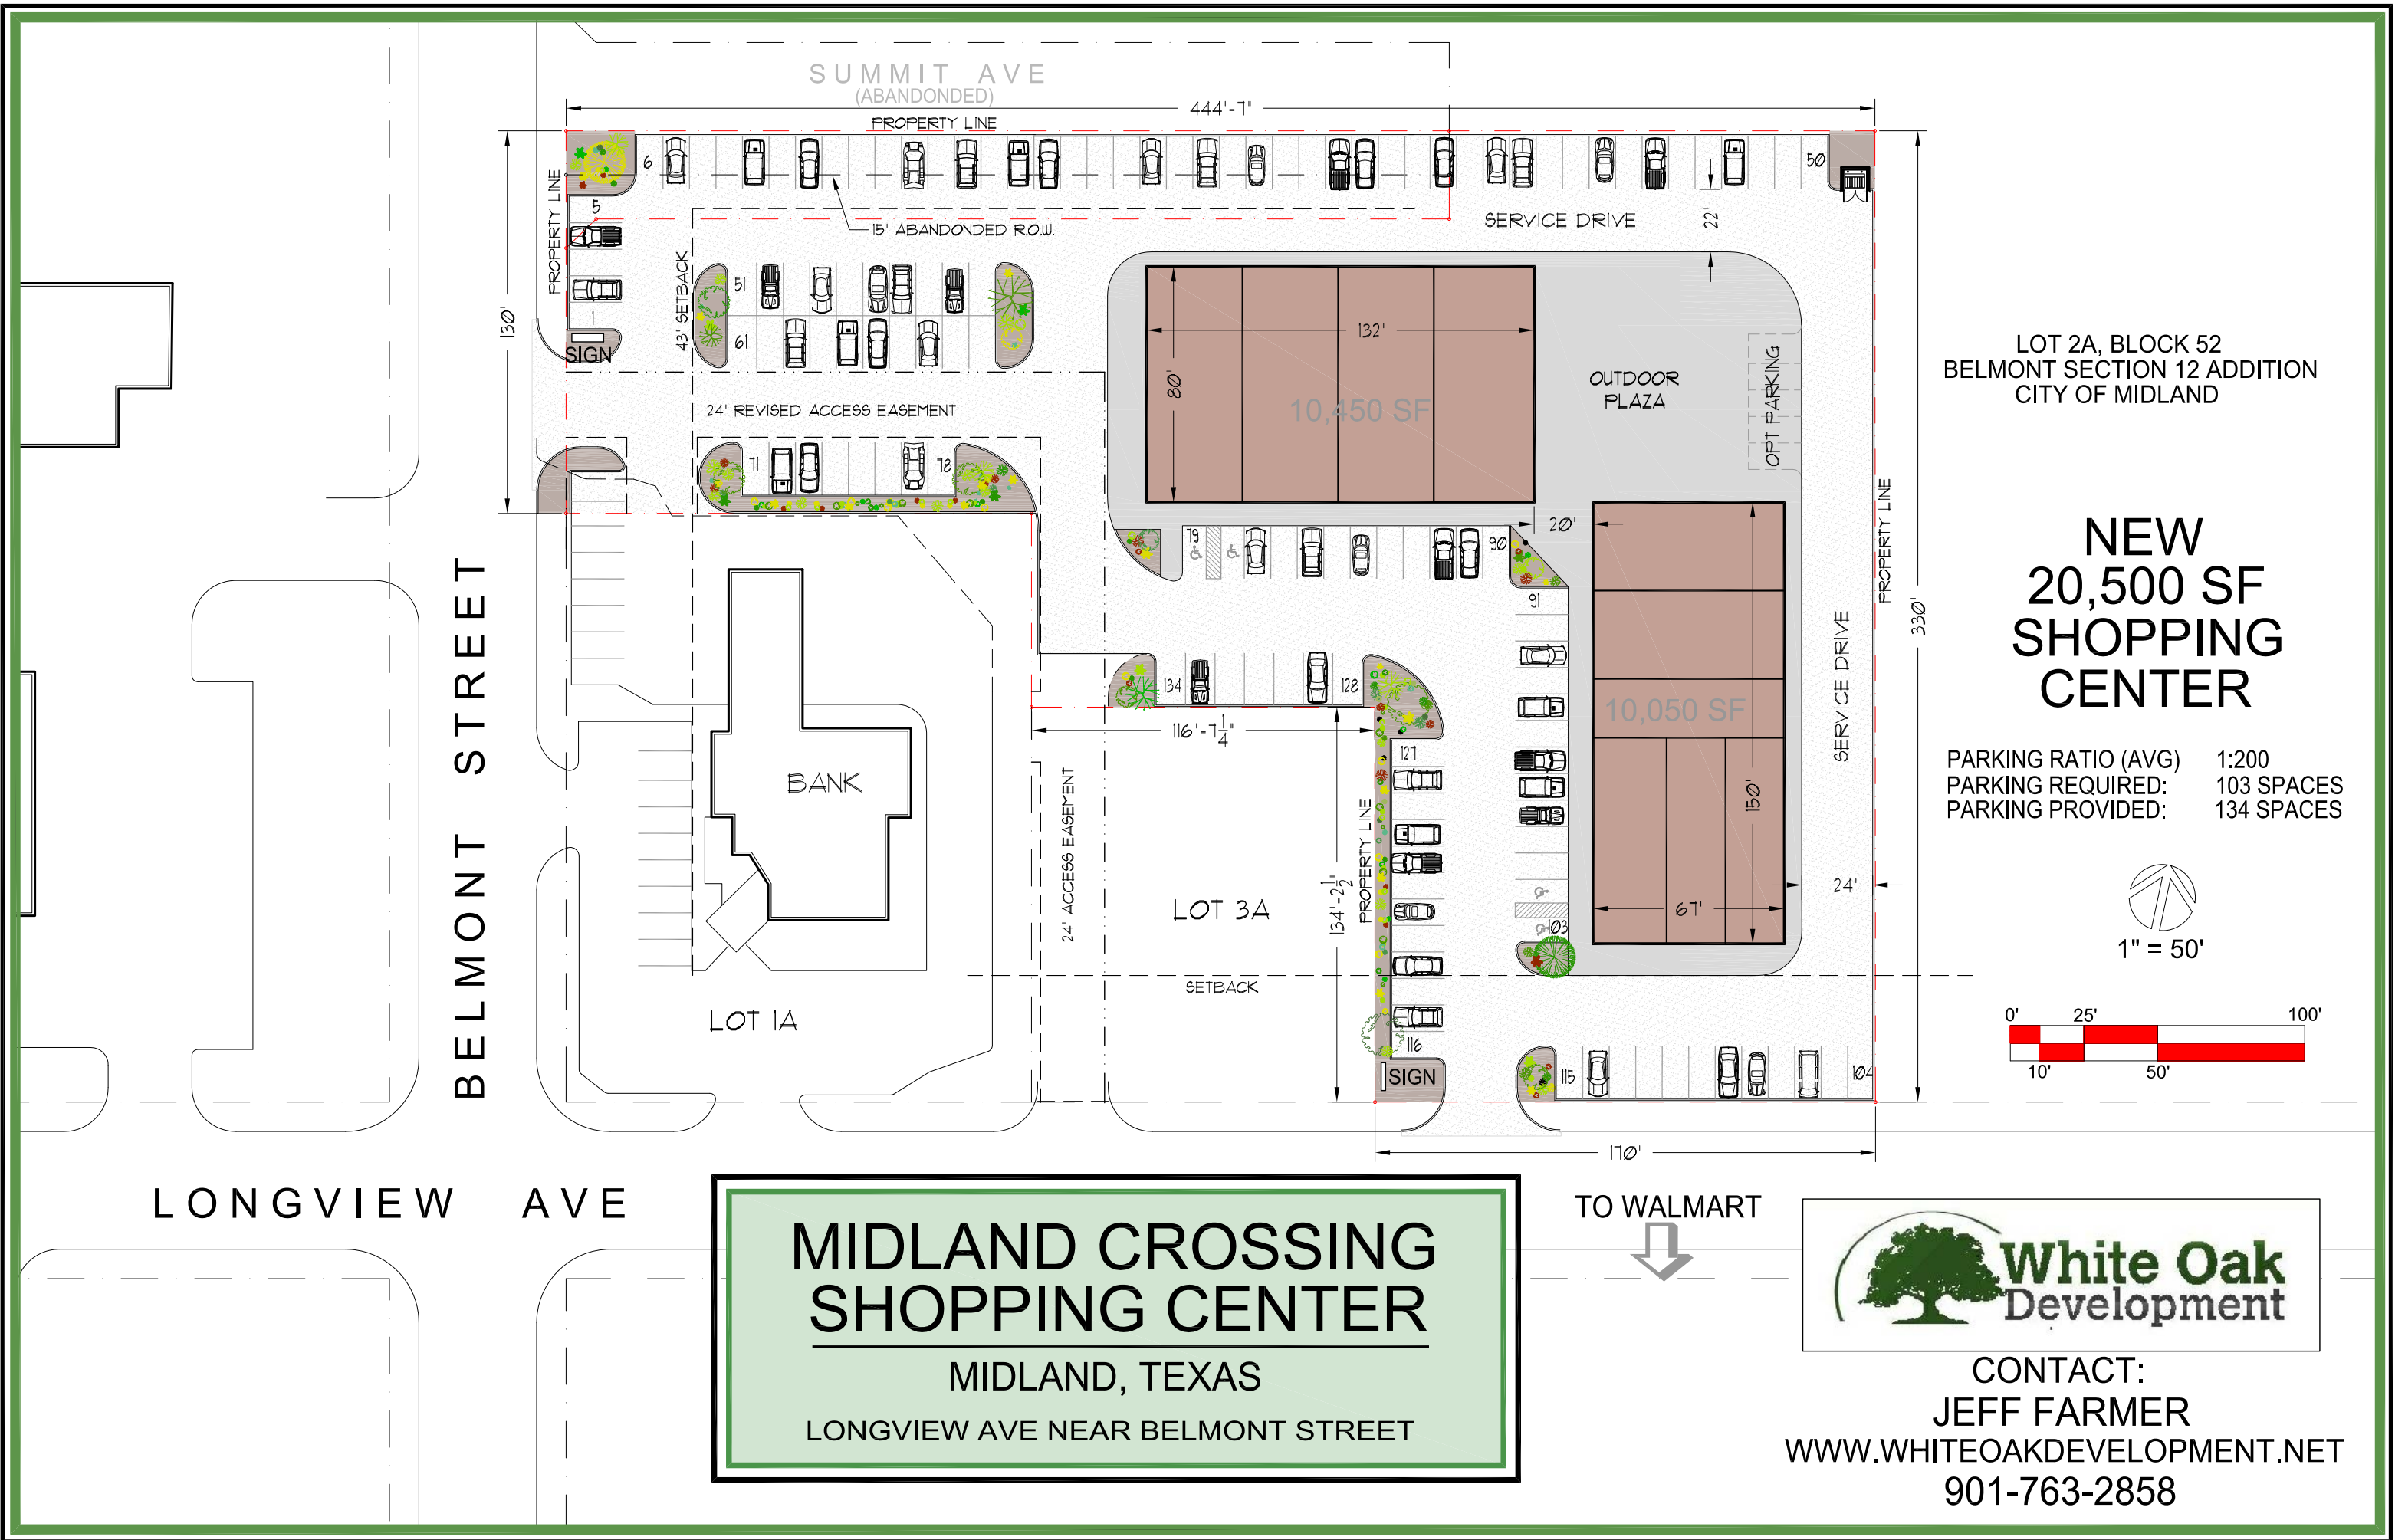 SUMMIT AVE
(ABANDONDED)
444'-7"
PROPERTY LINE
6
50
PROPERTY LINE
5
15' ABANDONDED R.O.W.
SERVICE DRIVE
22'
130'
43' SETBACK
51
61
1
SIGN
132'
80'
10,450 SF
OUTDOOR
PLAZA
OPT PARKING
24' REVISED ACCESS EASEMENT
71
78
79
90
20'
PROPERTY LINE
330'
91
SERVICE DRIVE
10,050 SF
134
128
116'-7 1/4"
127
BANK
150'
24' ACCESS EASEMENT
LOT 3A
134'-2 1/2"
PROPERTY LINE
67'
24'
103
SETBACK
LOT 1A
116
SIGN
115
104
170'
BELMONT STREET
LONGVIEW AVE
TO WALMART
LOT 2A, BLOCK 52
BELMONT SECTION 12 ADDITION
CITY OF MIDLAND
NEW
20,500 SF
SHOPPING
CENTER
PARKING RATIO (AVG) 1:200
PARKING REQUIRED: 103 SPACES
PARKING PROVIDED: 134 SPACES
1" = 50'
0' 25' 100'
10' 50'
MIDLAND CROSSING
SHOPPING CENTER
MIDLAND, TEXAS
LONGVIEW AVE NEAR BELMONT STREET
White Oak
Development
CONTACT:
JEFF FARMER
WWW.WHITEOAKDEVELOPMENT.NET
901-763-2858